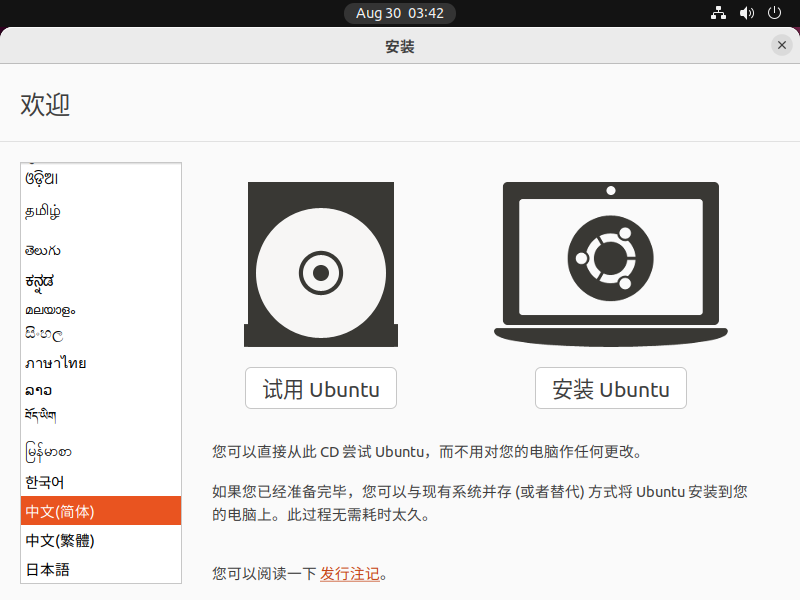 Aug 30 03:42
安装
欢迎
ଓଡ଼ିଆ
தமிழ்
తెలుగు
ಕನ್ನಡ
മലയാളം
සිංහල
ภาษาไทย
ລາວ
བོད་ཡིག
မြန်မာစာ
한국어
中文(简体)
中文(繁體)
日本語
试用 Ubuntu
安装 Ubuntu
您可以直接从此 CD 尝试 Ubuntu，而不用对您的电脑作任何更改。
如果您已经准备完毕，您可以与现有系统并存 (或者替代) 方式将 Ubuntu 安装到您
的电脑上。此过程无需耗时太久。
您可以阅读一下 发行注记。